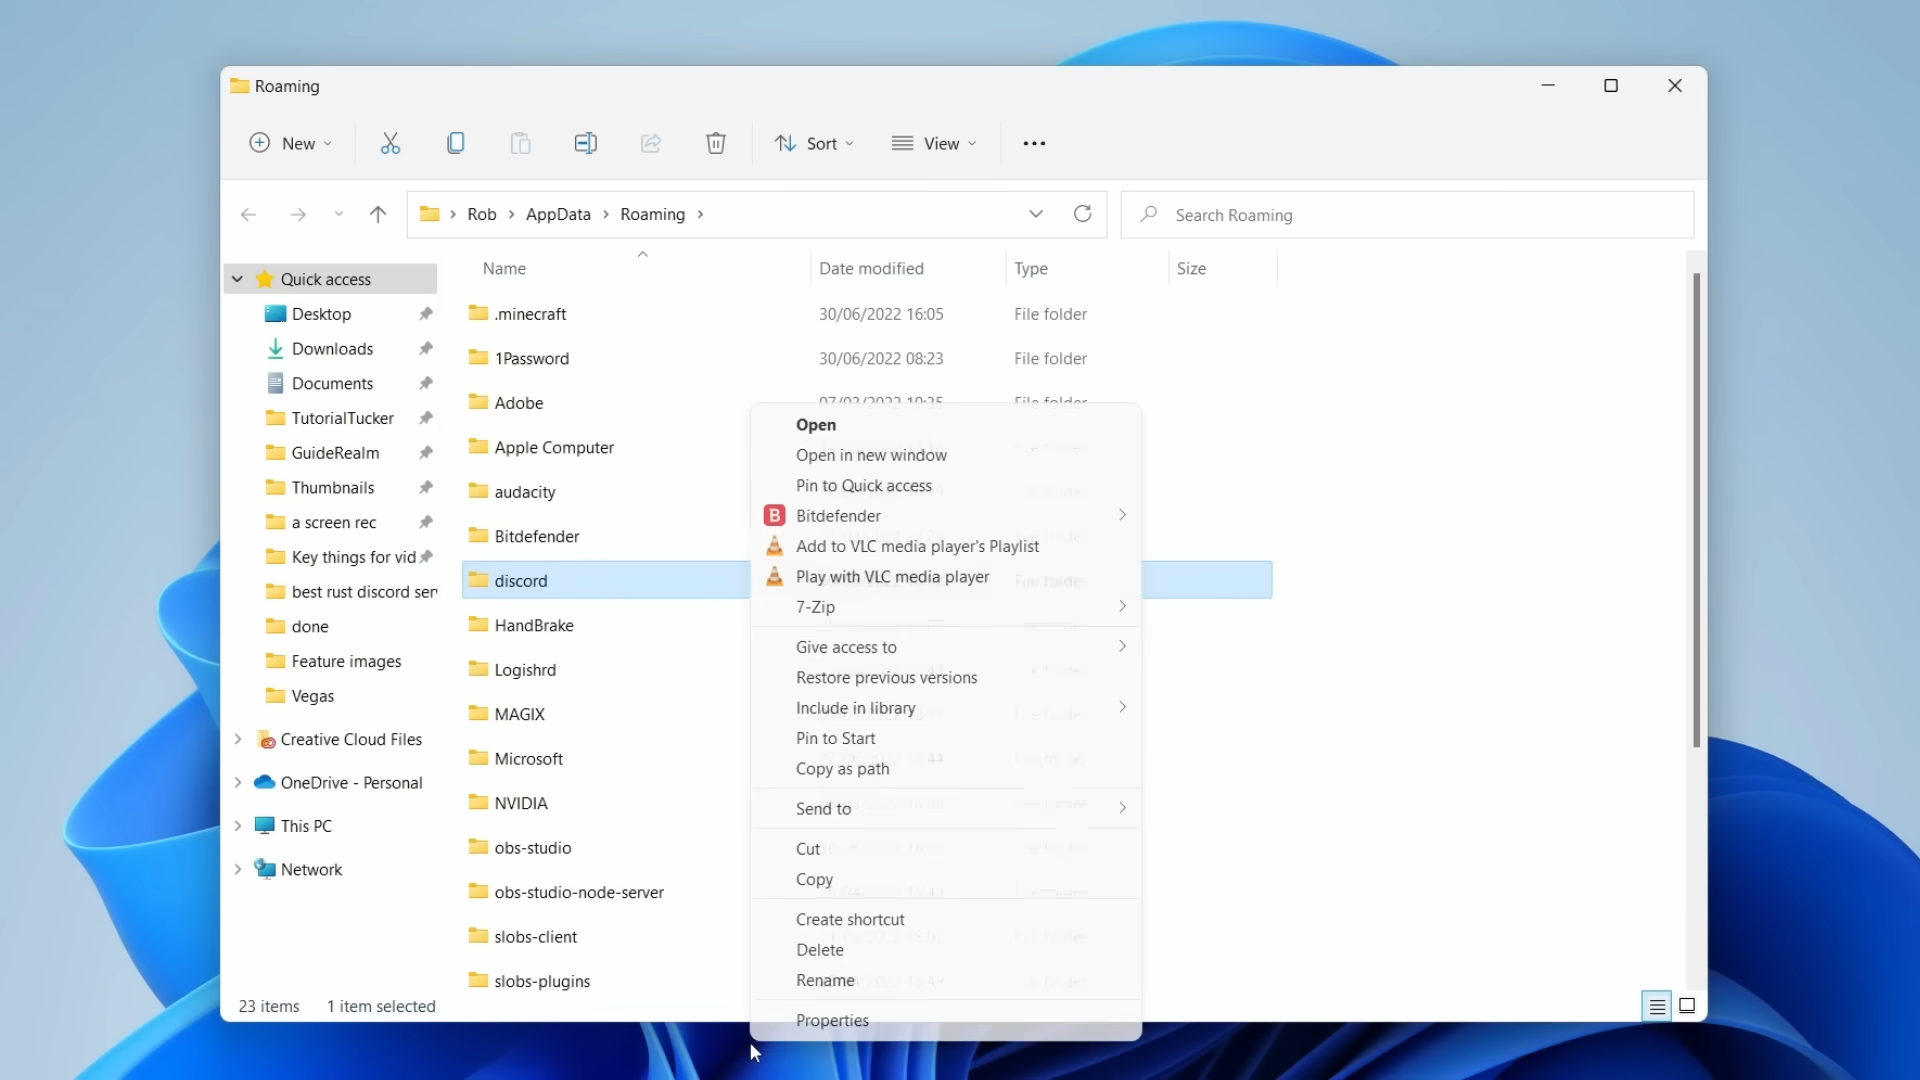 Roaming
New
Sort
View
Rob > AppData > Roaming >
Search Roaming
Name
Date modified
Type
Size
Quick access
Desktop
Downloads
Documents
TutorialTucker
GuideRealm
Thumbnails
a screen rec
Key things for vid
best rust discord ser
done
Feature images
Vegas
Creative Cloud Files
OneDrive - Personal
This PC
Network
.minecraft 30/06/2022 16:05 File folder
1Password 30/06/2022 08:23 File folder
Adobe
Apple Computer
audacity
Bitdefender
discord
HandBrake
Logishrd
MAGIX
Microsoft
NVIDIA
obs-studio
obs-studio-node-server
slobs-client
slobs-plugins
Open
Open in new window
Pin to Quick access
B Bitdefender
Add to VLC media player's Playlist
Play with VLC media player
7-Zip
Give access to
Restore previous versions
Include in library
Pin to Start
Copy as path
Send to
Cut
Copy
Create shortcut
Delete
Rename
Properties
23 items
1 item selected